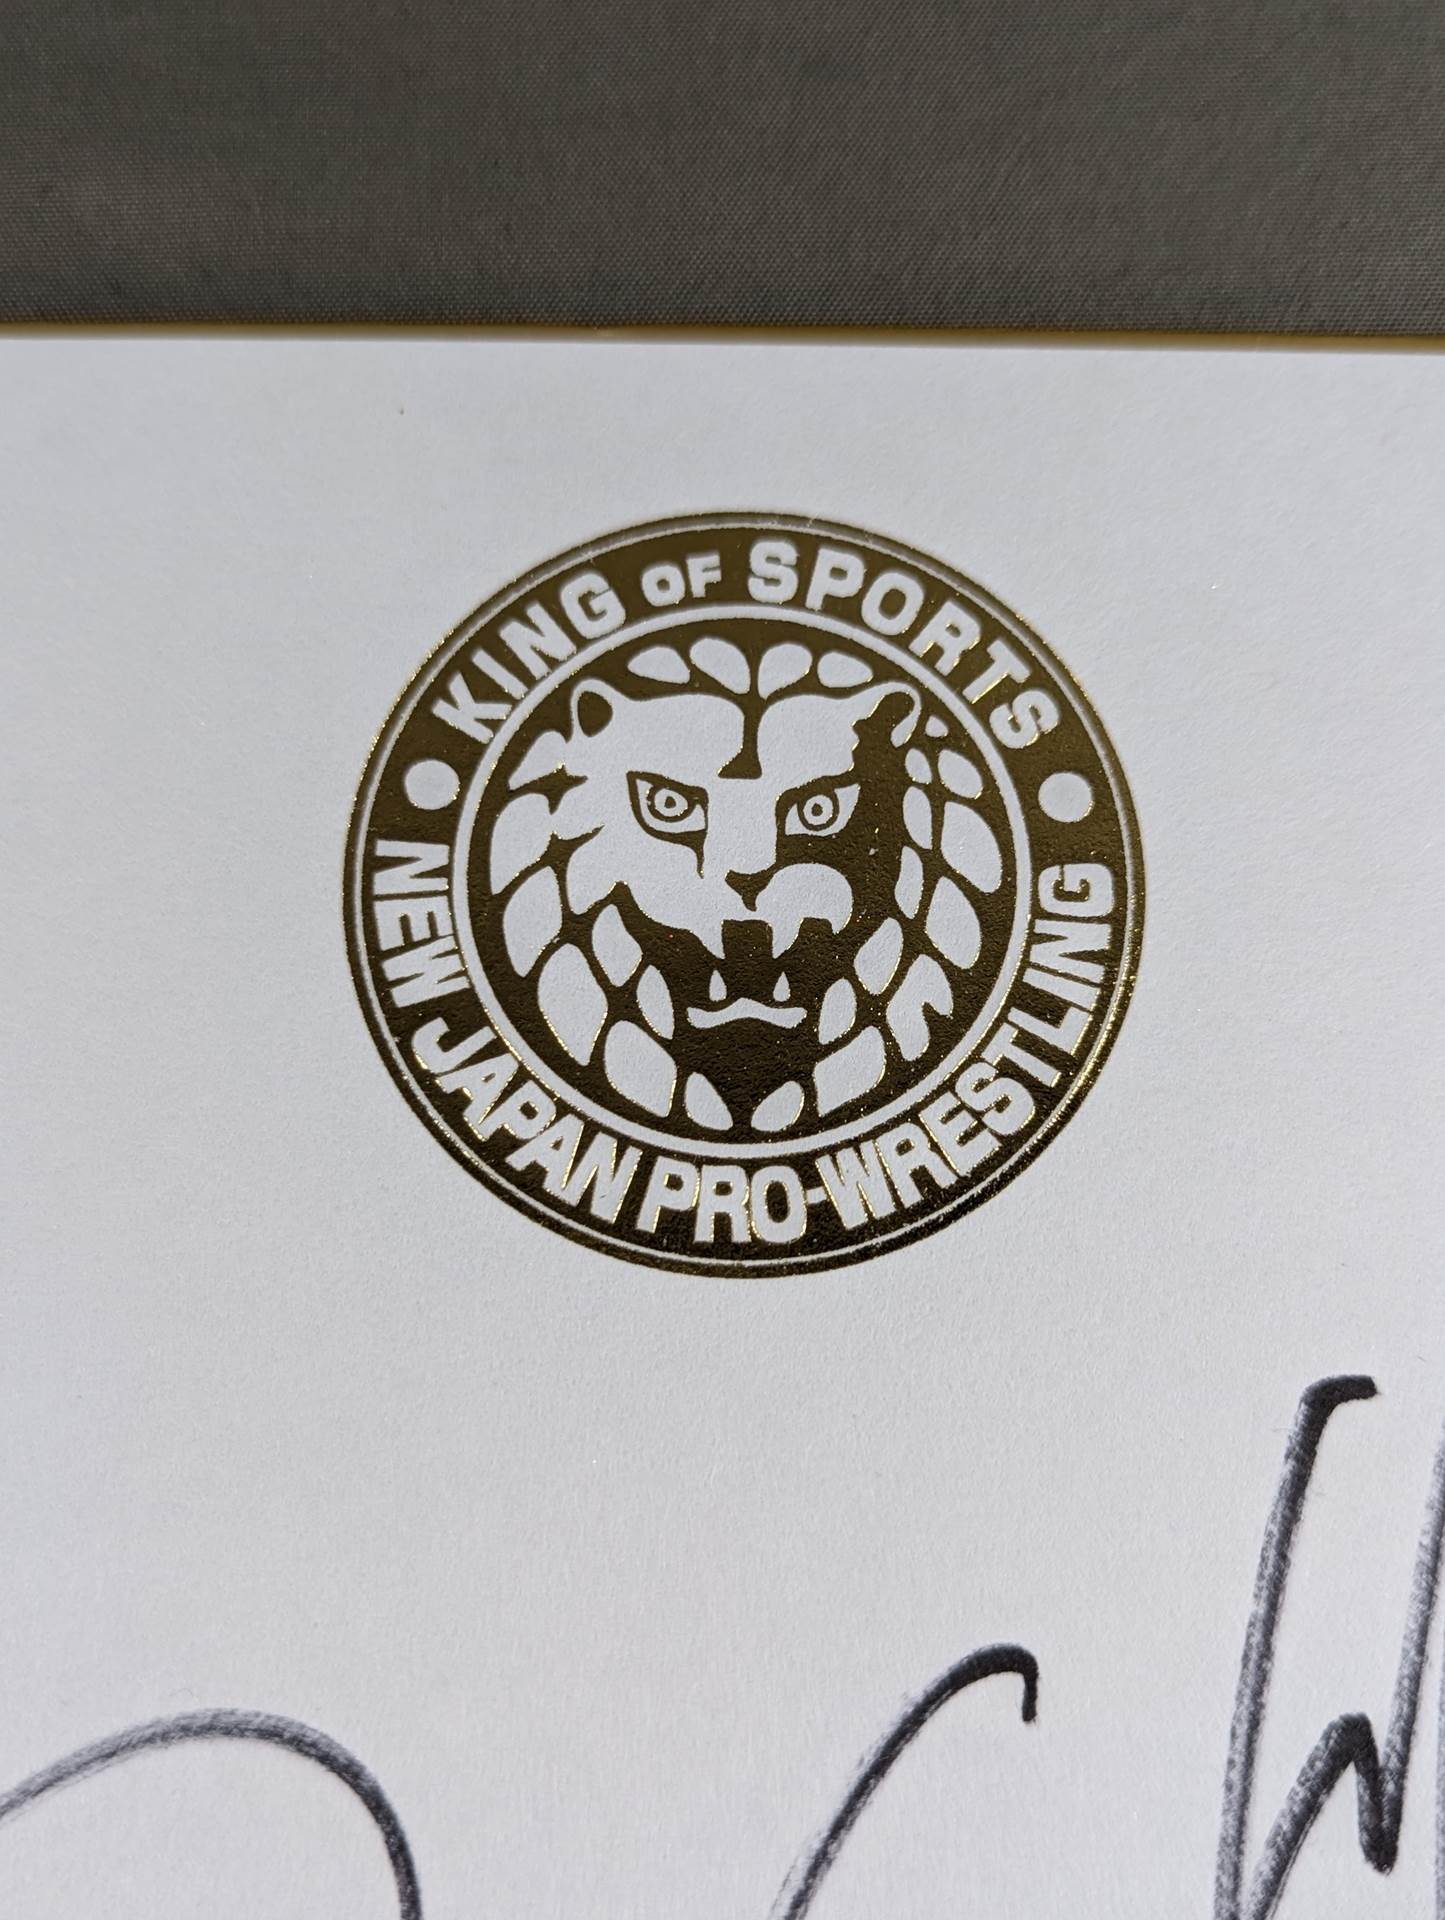 KING OF SPORTS
NEW JAPAN PRO-WRESTLING